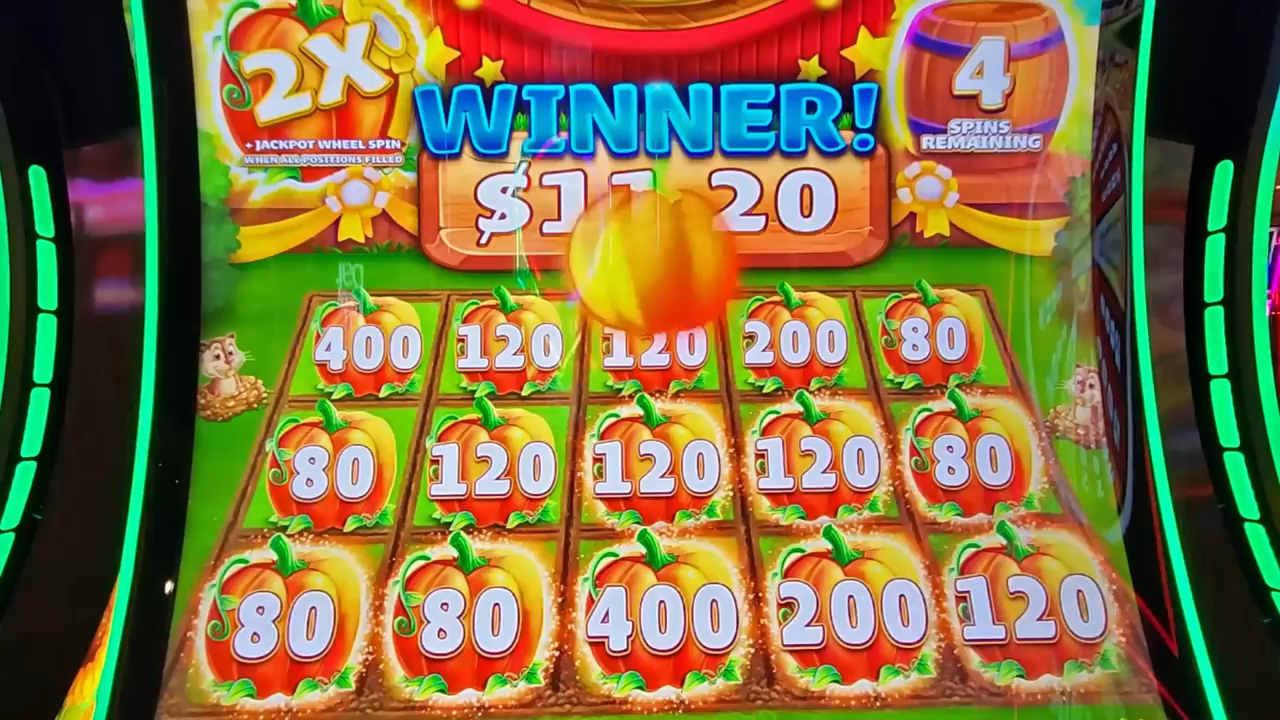 2X
+ JACKPOT WHEEL SPIN
WHEN ALL POSITIONS FILLED
WINNER!
4
SPINS
REMAINING
400 120 120 200 80
80 120 120 120 80
80 80 400 200 120